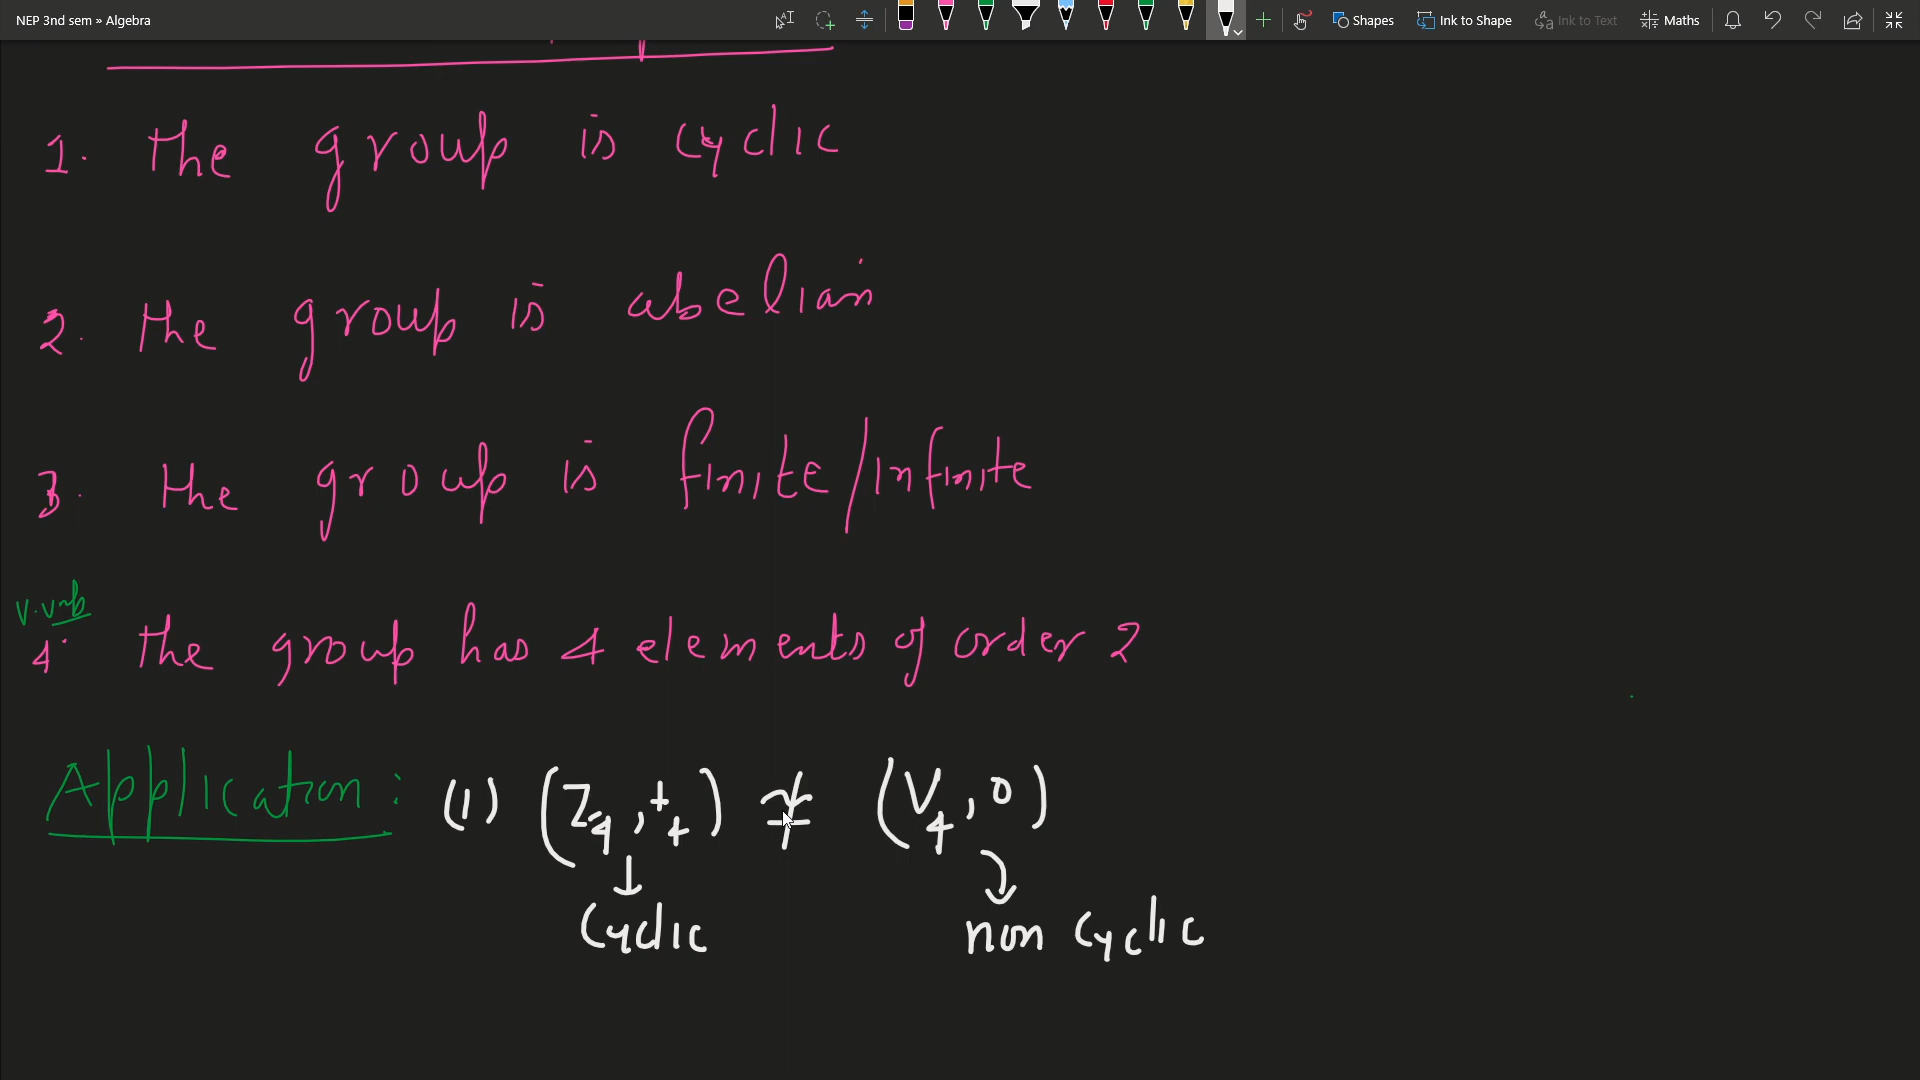 NEP 3nd sem » Algebra
Shapes Ink to Shape Ink to Text Maths
1. The group is cyclic
2. The group is abelian
3. The group is finite/infinite
4. The group has 4 elements of order 2
Application: (1) (Z₄, +₄) ≇ (V₄, o)
↓ ↓
Cyclic non cyclic